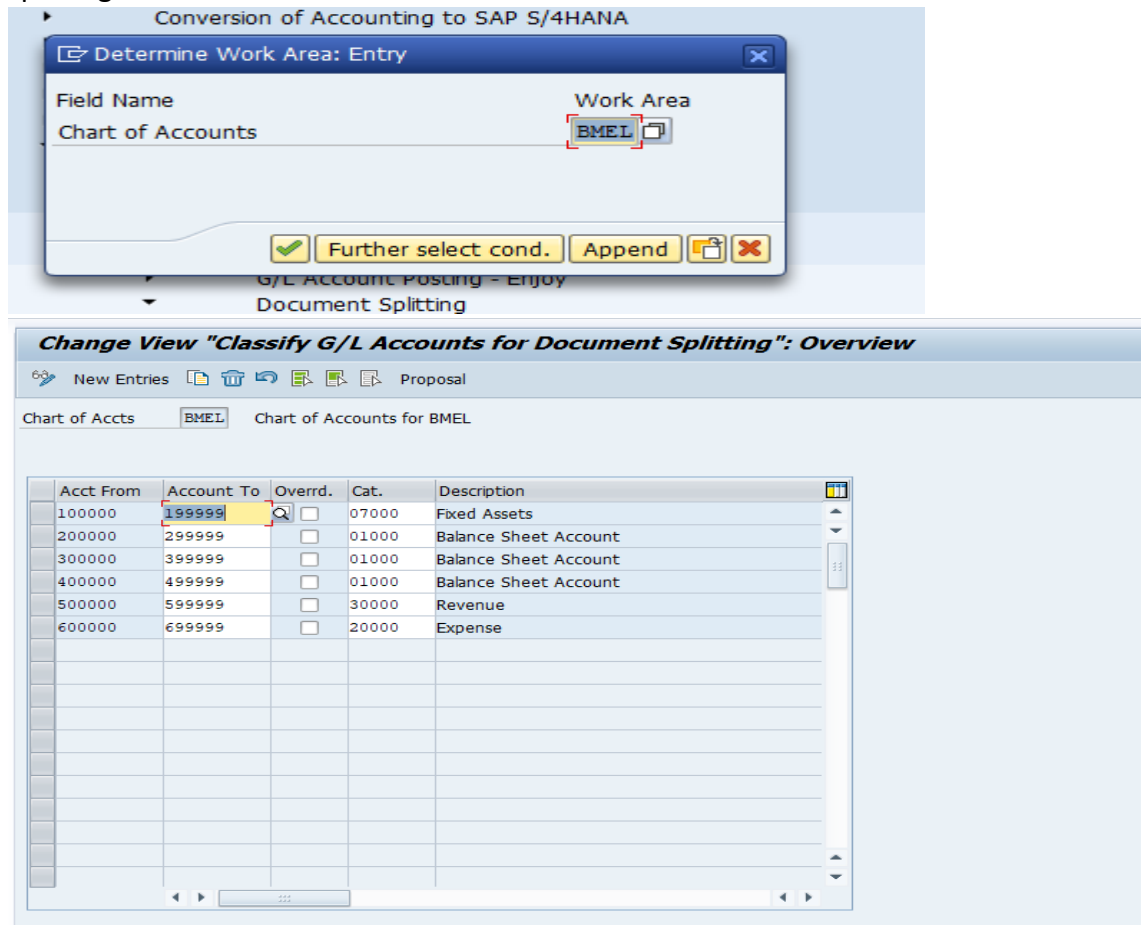 Conversion of Accounting to SAP S/4HANA
Determine Work Area: Entry
Field Name Work Area
Chart of Accounts BMEL
Further select cond. Append
G/L Account Posting - Enjoy
Document Splitting
Change View "Classify G/L Accounts for Document Splitting": Overview
New Entries Proposal
Chart of Accts BMEL Chart of Accounts for BMEL
Acct From Account To Overrd. Cat. Description
100000 199999 07000 Fixed Assets
200000 299999 01000 Balance Sheet Account
300000 399999 01000 Balance Sheet Account
400000 499999 01000 Balance Sheet Account
500000 599999 30000 Revenue
600000 699999 20000 Expense